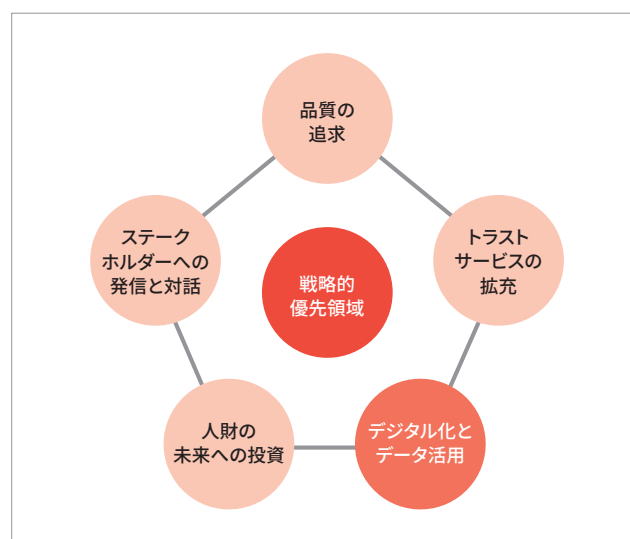 品質の
追求
ステーク
ホルダーへの
発信と対話
トラスト
サービスの
拡充
戦略的
優先領域
人財の
未来への投資
デジタル化と
データ活用